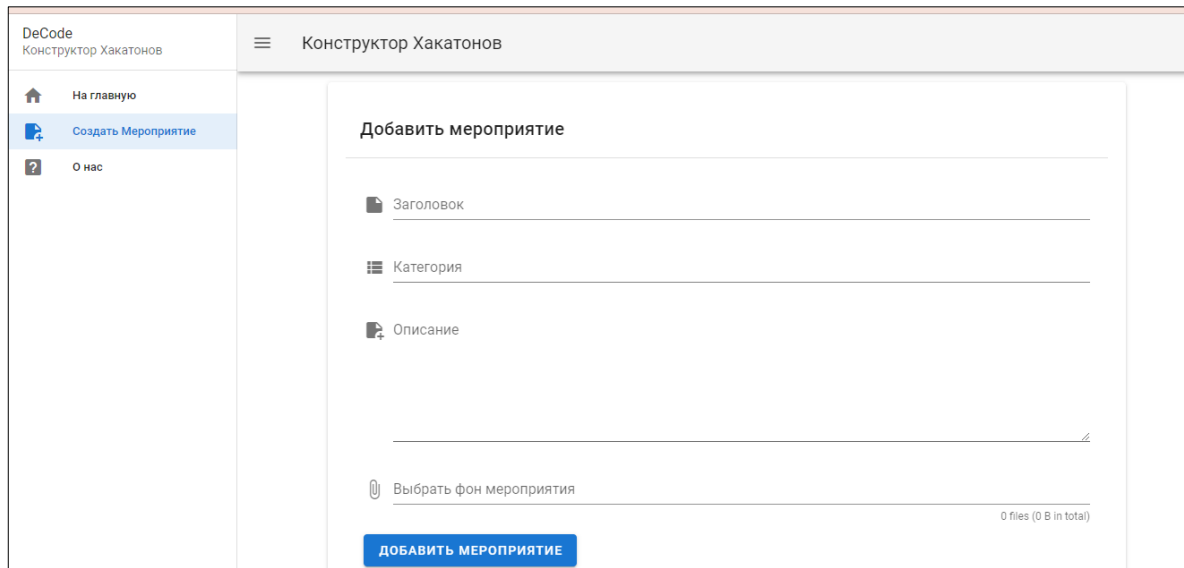 DeCode
Конструктор Хакатонов
На главную
Создать Мероприятие
О нас
Конструктор Хакатонов
Добавить мероприятие
Заголовок
Категория
Описание
Выбрать фон мероприятия
0 files (0 B in total)
ДОБАВИТЬ МЕРОПРИЯТИЕ